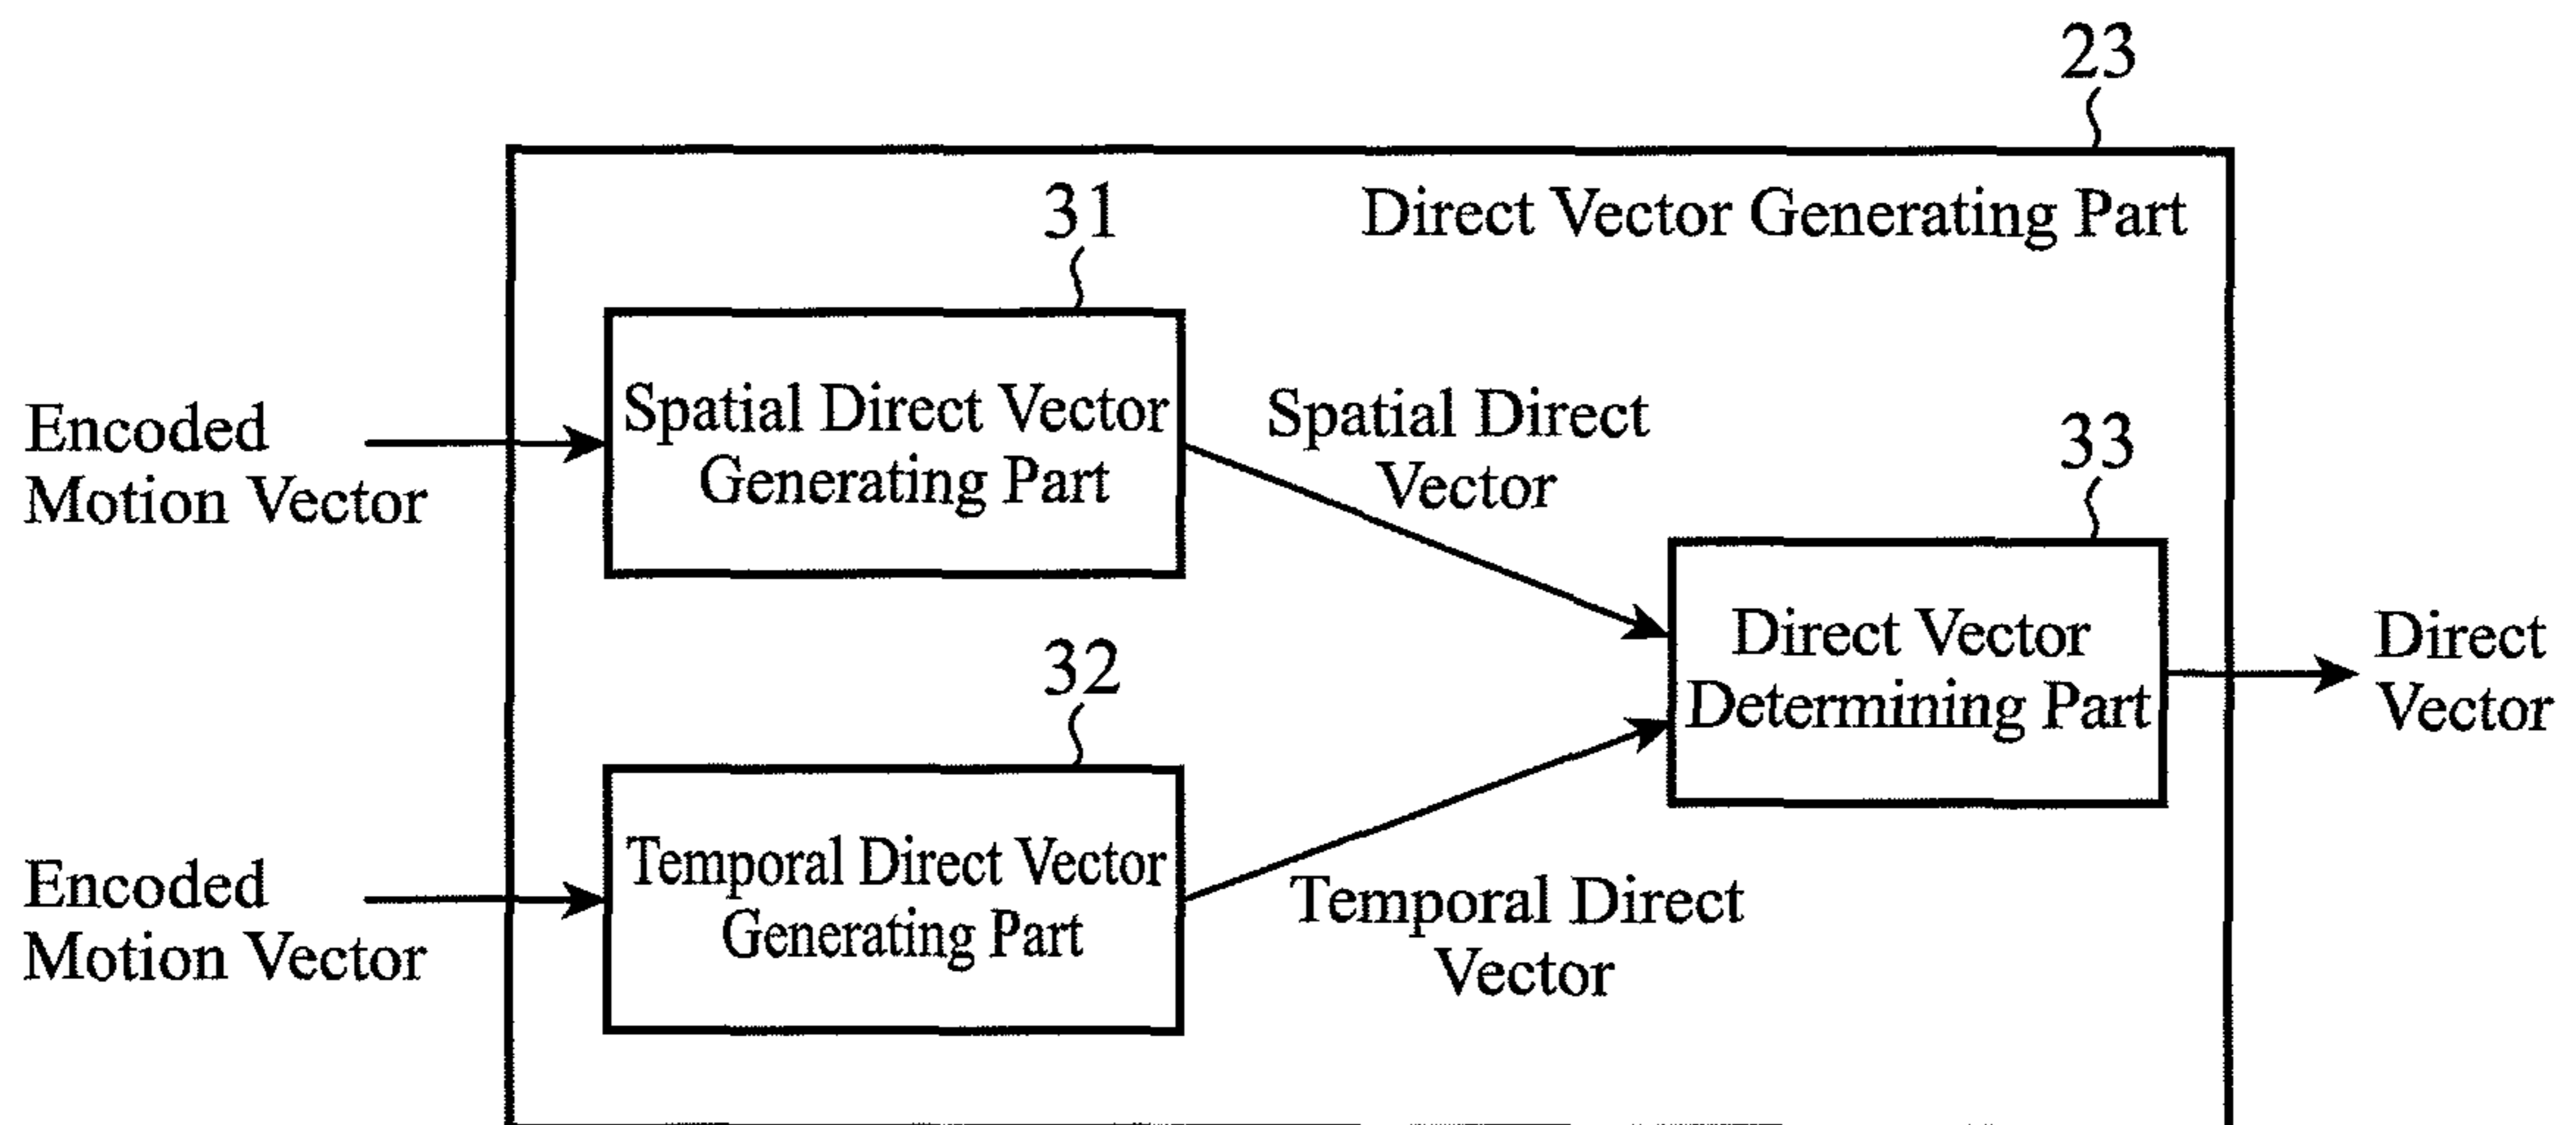 23
Direct Vector Generating Part
31
Spatial Direct Vector
Generating Part
Encoded
Motion Vector
Spatial Direct
Vector
33
Direct Vector
Determining Part
Direct
Vector
32
Temporal Direct Vector
Generating Part
Encoded
Motion Vector
Temporal Direct
Vector